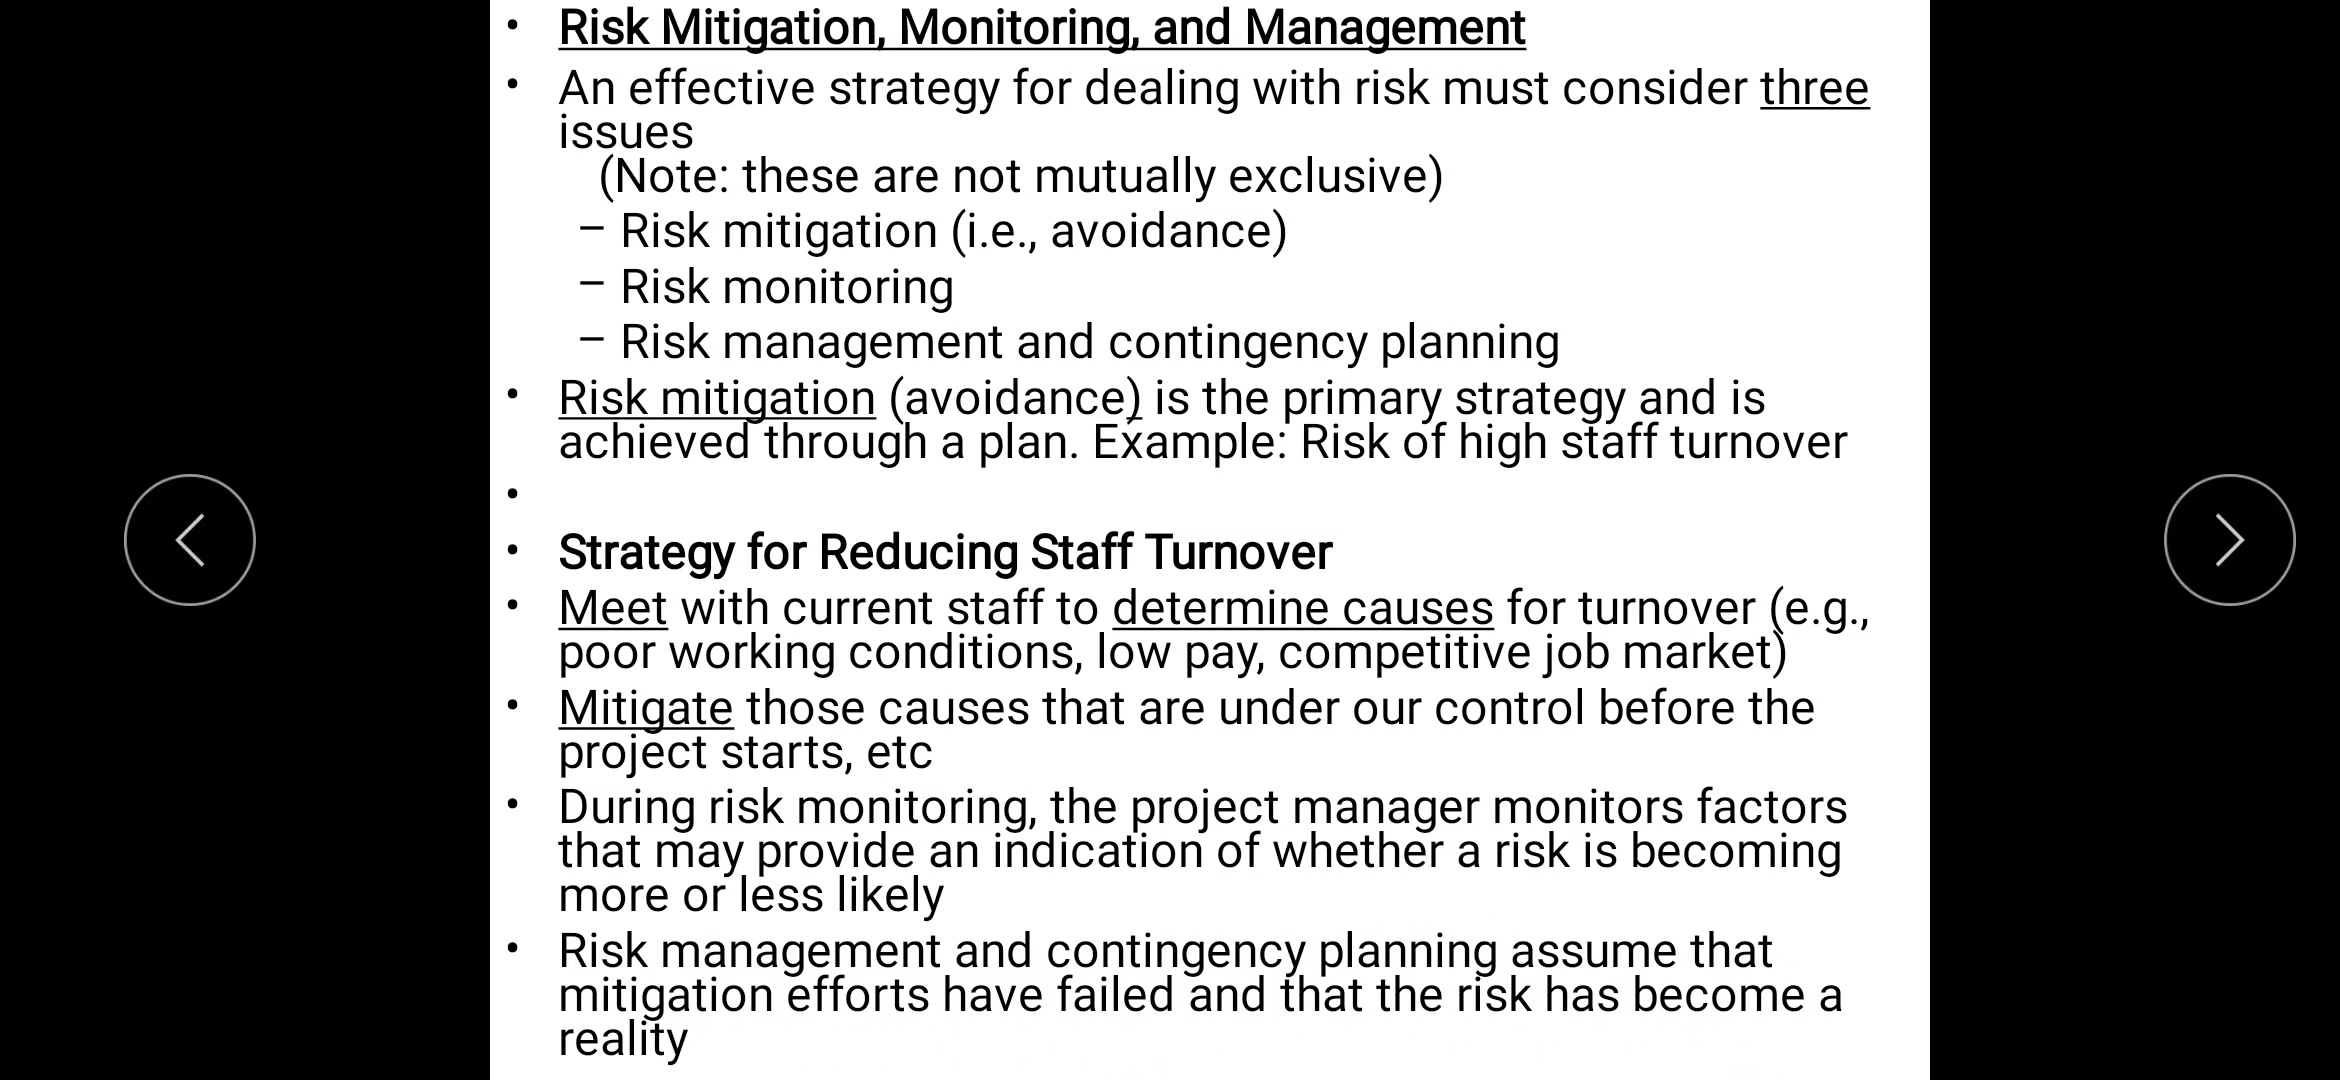 • Risk Mitigation, Monitoring, and Management
• An effective strategy for dealing with risk must consider three
issues
(Note: these are not mutually exclusive)
– Risk mitigation (i.e., avoidance)
– Risk monitoring
– Risk management and contingency planning
• Risk mitigation (avoidance) is the primary strategy and is
achieved through a plan. Example: Risk of high staff turnover
•
• Strategy for Reducing Staff Turnover
• Meet with current staff to determine causes for turnover (e.g.,
poor working conditions, low pay, competitive job market)
• Mitigate those causes that are under our control before the
project starts, etc
• During risk monitoring, the project manager monitors factors
that may provide an indication of whether a risk is becoming
more or less likely
• Risk management and contingency planning assume that
mitigation efforts have failed and that the risk has become a
reality